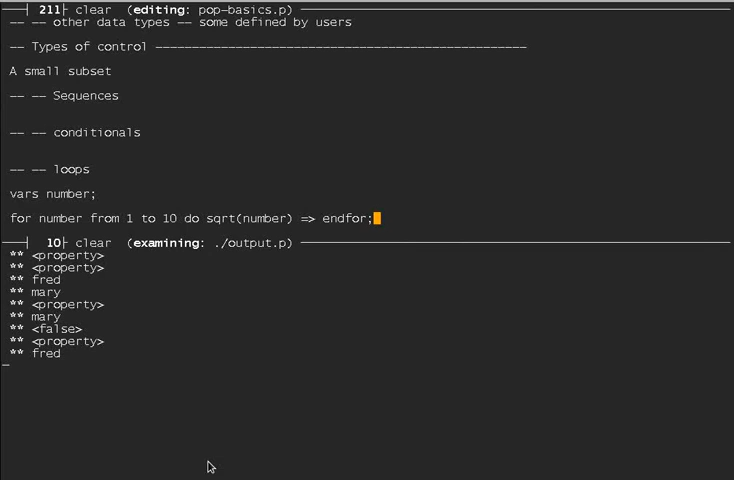 211 clear (editing: pop-basics.p)
-- -- other data types -- some defined by users
-- Types of control ---------------------------------------------------
A small subset
-- -- Sequences
-- -- conditionals
-- -- loops
vars number;
for number from 1 to 10 do sqrt(number) => endfor;
10 clear (examining: ./output.p)
** <property>
** <property>
** fred
** mary
** <property>
** mary
** <false>
** <property>
** fred